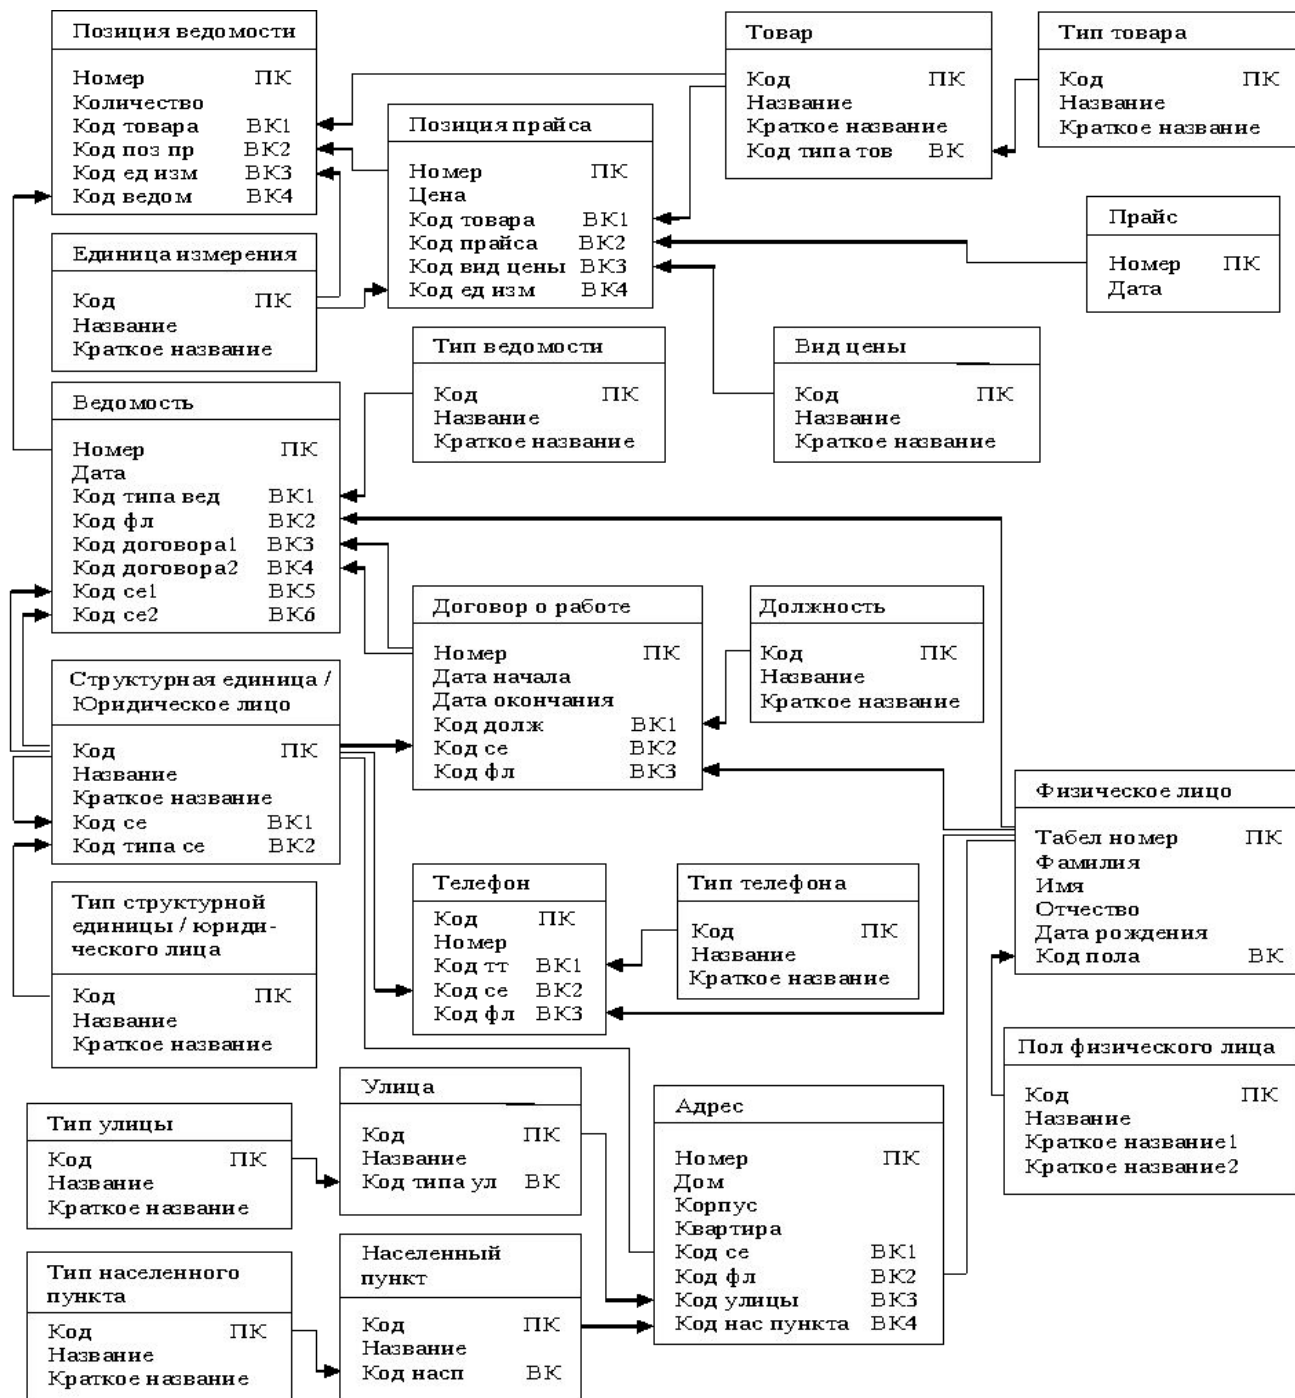 Позиция ведомости
Номер ПК
Количество
Код товара ВК1
Код поз пр ВК2
Код ед изм ВК3
Код ведом ВК4
Товар
Код ПК
Название
Краткое название
Код типа тов ВК
Тип товара
Код ПК
Название
Краткое название
Позиция прайса
Номер ПК
Цена
Код товара ВК1
Код прайса ВК2
Код вид цены ВК3
Код ед изм ВК4
Прайс
Номер ПК
Дата
Единица измерения
Код ПК
Название
Краткое название
Тип ведомости
Код ПК
Название
Краткое название
Вид цены
Код ПК
Название
Краткое название
Ведомость
Номер ПК
Дата
Код типа вед ВК1
Код фл ВК2
Код договора1 ВК3
Код договора2 ВК4
Код се1 ВК5
Код се2 ВК6
Договор о работе
Номер ПК
Дата начала
Дата окончания
Код долж ВК1
Код се ВК2
Код фл ВК3
Должность
Код ПК
Название
Краткое название
Структурная единица /
Юридическое лицо
Код ПК
Название
Краткое название
Код се ВК1
Код типа се ВК2
Физическое лицо
Табел номер ПК
Фамилия
Имя
Отчество
Дата рождения
Код пола ВК
Телефон
Код ПК
Номер
Код тт ВК1
Код се ВК2
Код фл ВК3
Тип телефона
Код ПК
Название
Краткое название
Тип структурной
единицы / юриди-
ческого лица
Код ПК
Название
Краткое название
Пол физического лица
Код ПК
Название
Краткое название1
Краткое название2
Улица
Код ПК
Название
Код типа ул ВК
Адрес
Номер ПК
Дом
Корпус
Квартира
Код се ВК1
Код фл ВК2
Код улицы ВК3
Код нас пункта ВК4
Тип улицы
Код ПК
Название
Краткое название
Населенный
пункт
Код ПК
Название
Код насп ВК
Тип населенного
пункта
Код ПК
Название
Краткое название